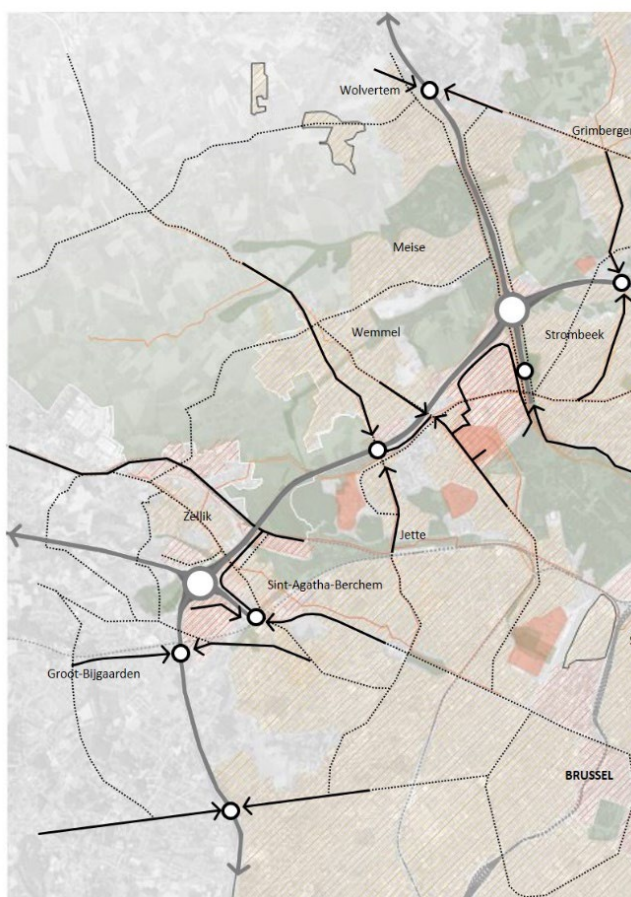 Wolvertem
Grimbergen
Meise
Wemmel
Strombeek
Zellik
Jette
Sint-Agatha-Berchem
Groot-Bijgaarden
BRUSSEL